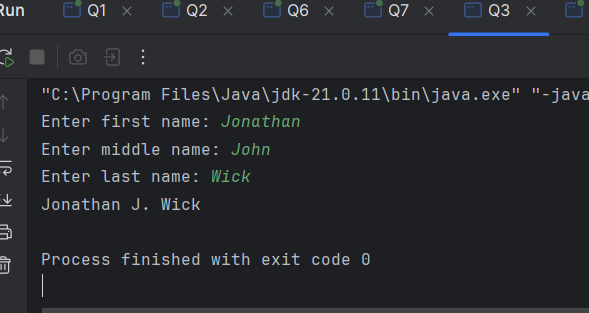 Run Q1 Q2 Q6 Q7 Q3
"C:\Program Files\Java\jdk-21.0.11\bin\java.exe" "-java
Enter first name: Jonathan
Enter middle name: John
Enter last name: Wick
Jonathan J. Wick
Process finished with exit code 0